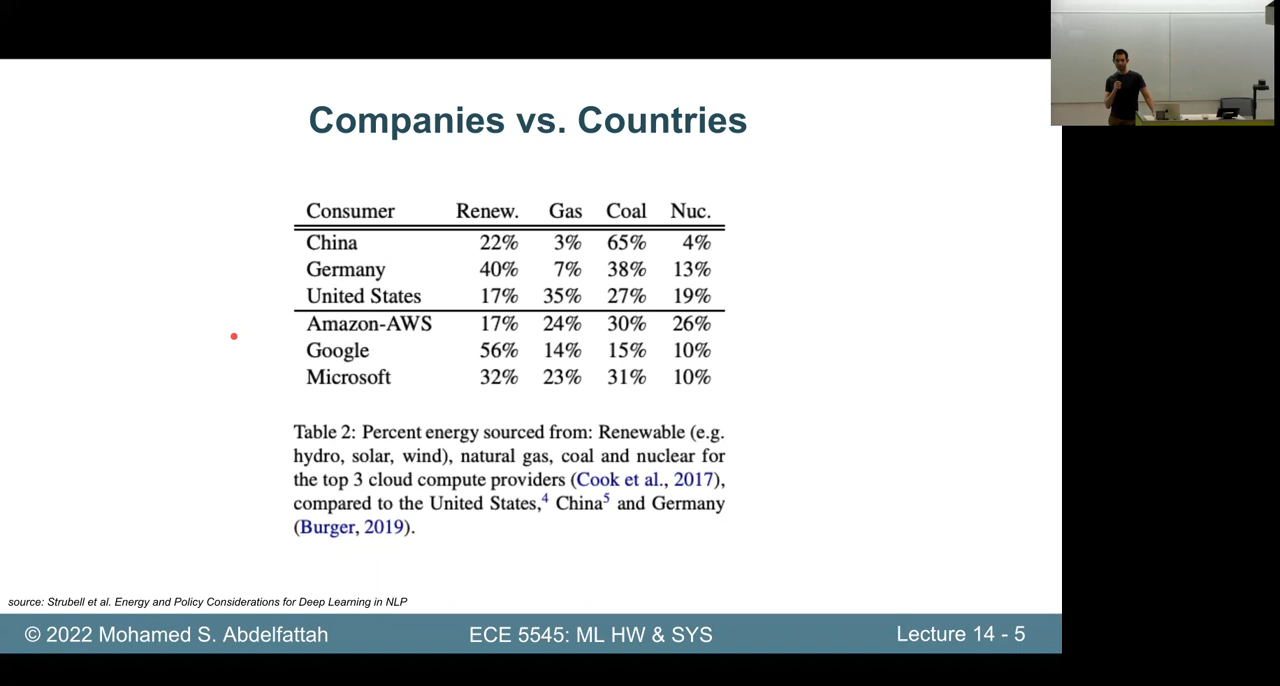 Companies vs. Countries
Consumer Renew. Gas Coal Nuc.
China 22% 3% 65% 4%
Germany 40% 7% 38% 13%
United States 17% 35% 27% 19%
Amazon-AWS 17% 24% 30% 26%
Google 56% 14% 15% 10%
Microsoft 32% 23% 31% 10%
Table 2: Percent energy sourced from: Renewable (e.g.
hydro, solar, wind), natural gas, coal and nuclear for
the top 3 cloud compute providers (Cook et al., 2017),
compared to the United States,4 China5 and Germany
(Burger, 2019).
source: Strubell et al. Energy and Policy Considerations for Deep Learning in NLP
© 2022 Mohamed S. Abdelfattah ECE 5545: ML HW & SYS Lecture 14 - 5